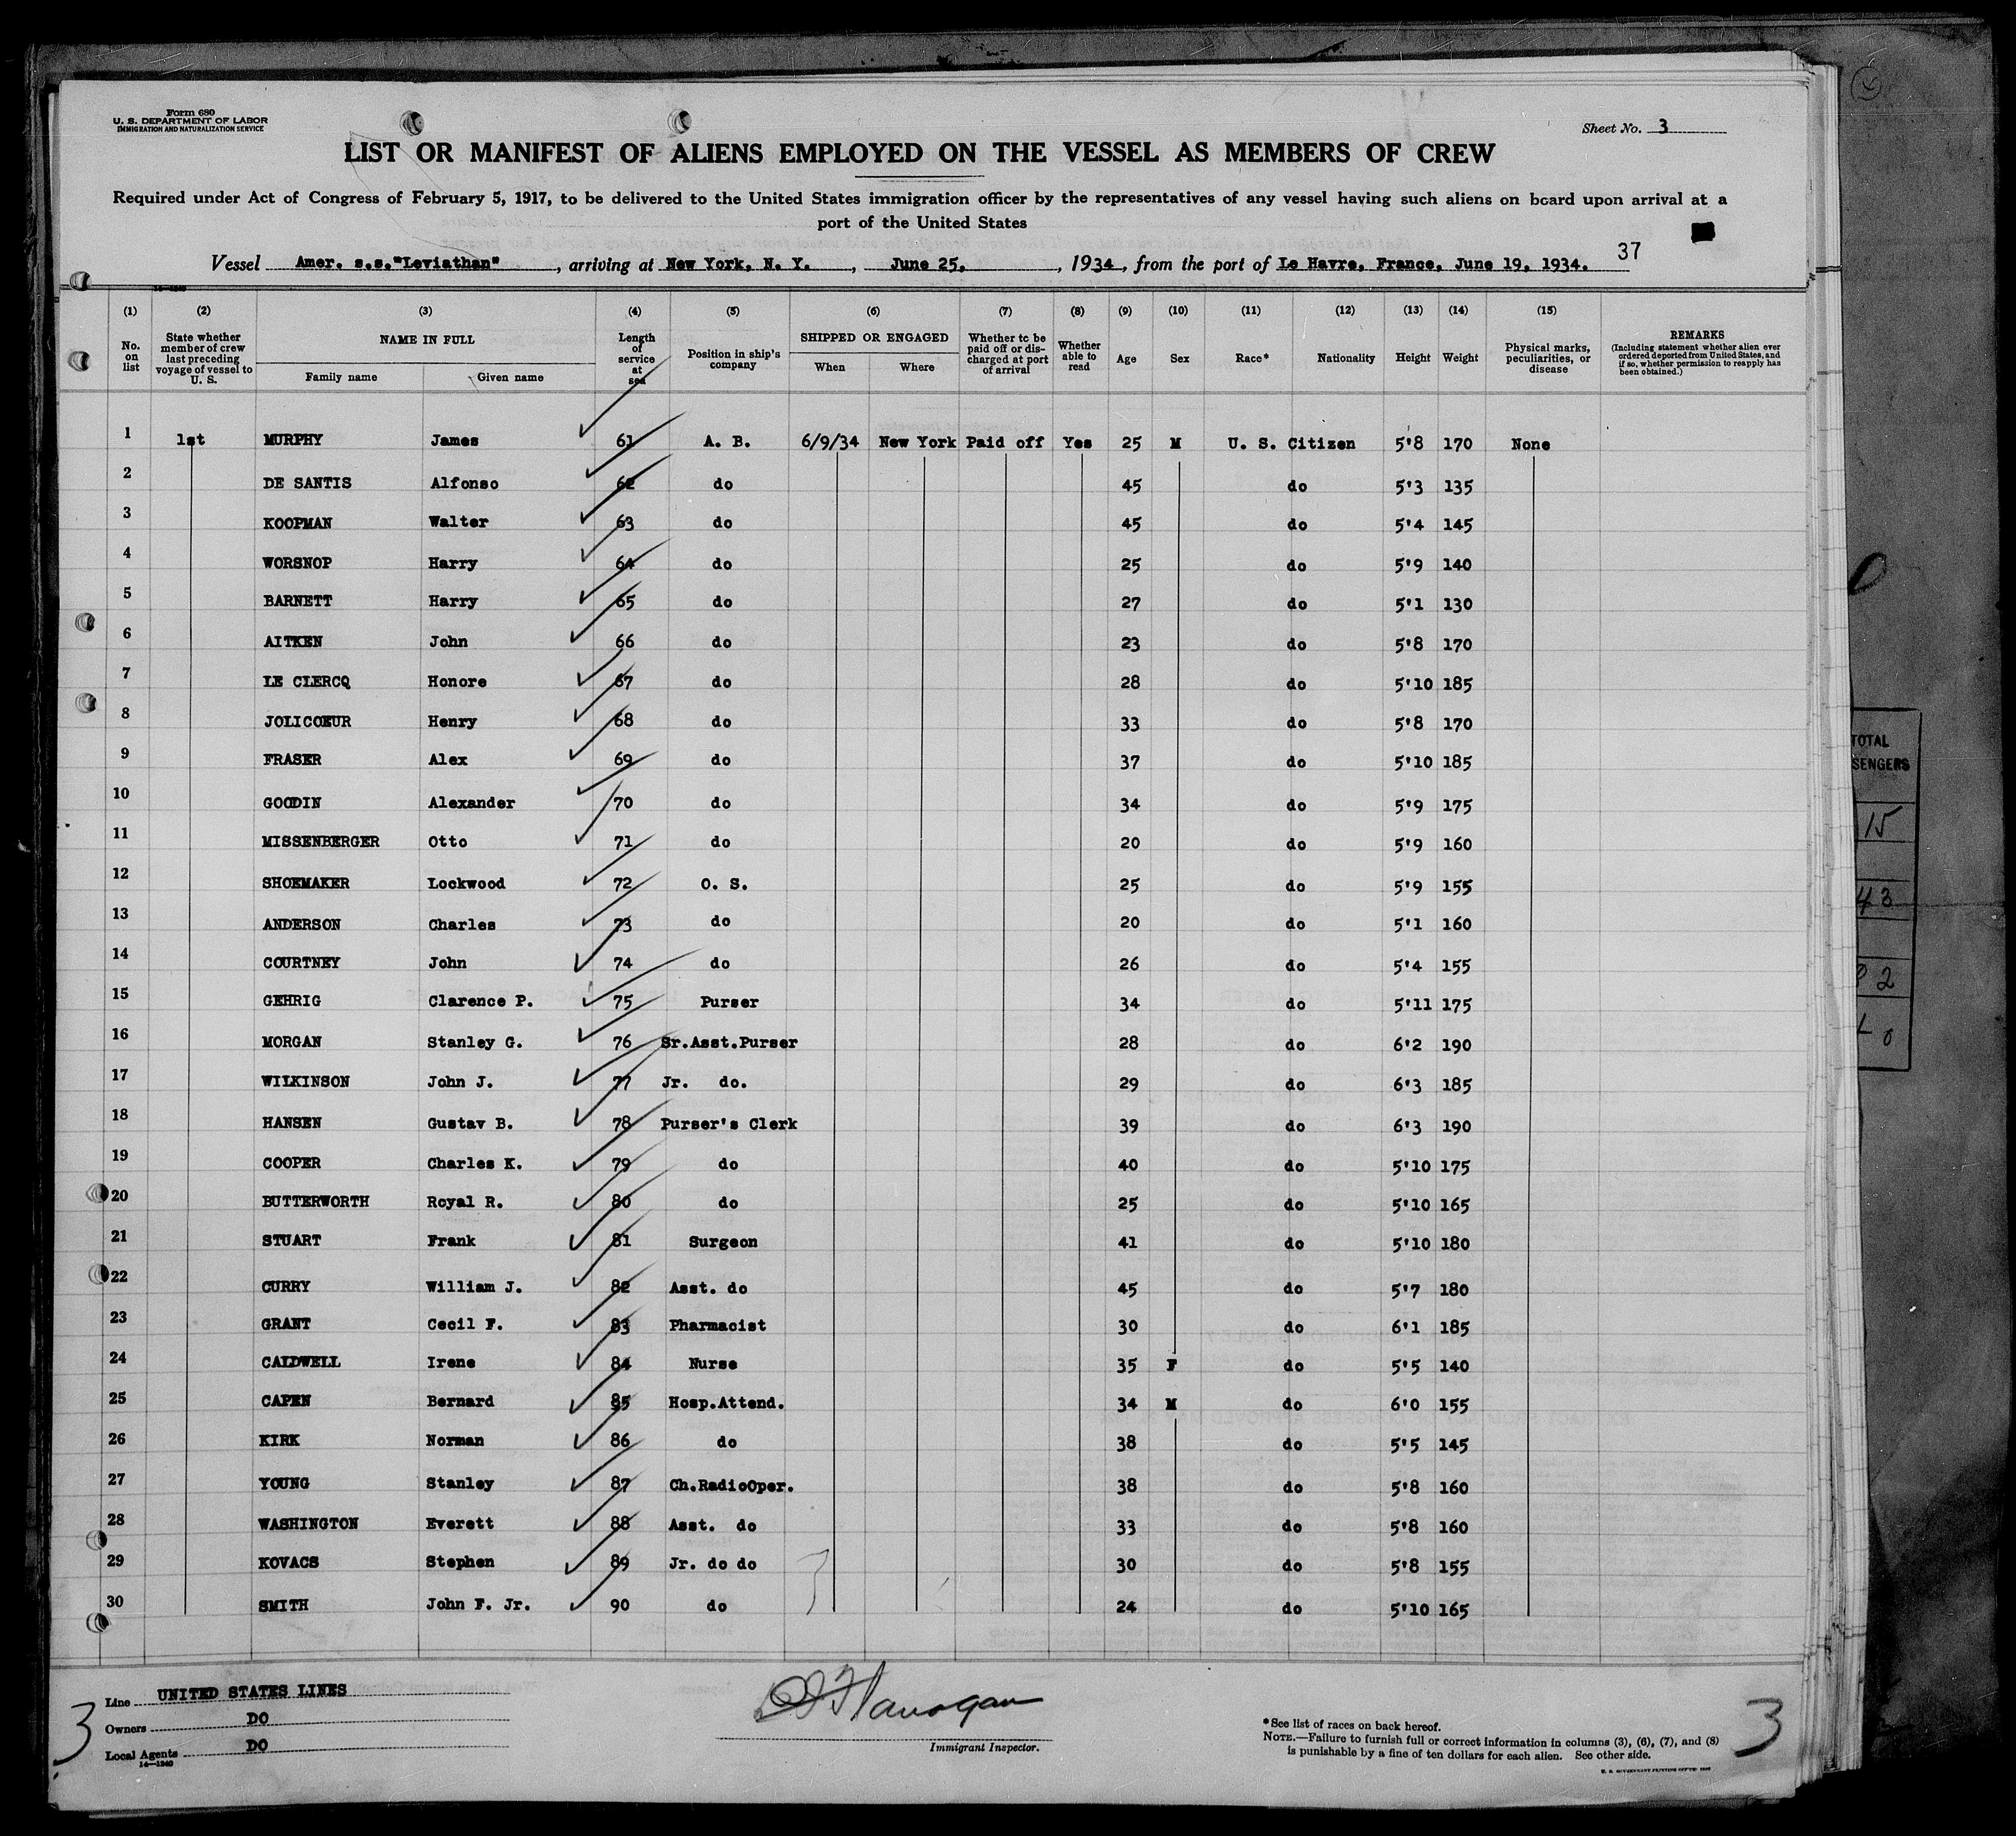 Form 680
U. S. DEPARTMENT OF LABOR
IMMIGRATION AND NATURALIZATION SERVICE
Sheet No. 3
LIST OR MANIFEST OF ALIENS EMPLOYED ON THE VESSEL AS MEMBERS OF CREW
Required under Act of Congress of February 5, 1917, to be delivered to the United States immigration officer by the representatives of any vessel having such aliens on board upon arrival at a
port of the United States
37
Vessel Amer. s.s."Leviathan", arriving at New York, N. Y., June 25, 1934, from the port of Le Havre, France, June 19, 1934.
(1) (2) (3) (4) (5) (6) (7) (8) (9) (10) (11) (12) (13) (14) (15)
No. on list
State whether member of crew last preceding voyage of vessel to U. S.
NAME IN FULL
Family name Given name
Length of service at sea
Position in ship's company
SHIPPED OR ENGAGED
When Where
Whether to be paid off or discharged at port of arrival
Whether able to read
Age
Sex
Race*
Nationality
Height
Weight
Physical marks, peculiarities, or disease
REMARKS
(Including statement whether alien ever ordered deported from United States, and if so, whether permission to reapply has been obtained.)
1 1st MURPHY James 61 A. B. 6/9/34 New York Paid off Yes 25 M U. S. Citizen 5'8 170 None
2 DE SANTIS Alfonso 62 do 45 do 5'3 135
3 KOOPMAN Walter 63 do 45 do 5'4 145
4 WORSNOP Harry 64 do 25 do 5'9 140
5 BARNETT Harry 65 do 27 do 5'1 130
6 AITKEN John 66 do 23 do 5'8 170
7 LE CLERCQ Honore 67 do 28 do 5'10 185
8 JOLICOEUR Henry 68 do 33 do 5'8 170
9 FRASER Alex 69 do 37 do 5'10 185
10 GOODIN Alexander 70 do 34 do 5'9 175
11 MISSENBERGER Otto 71 do 20 do 5'9 160
12 SHOEMAKER Lockwood 72 O. S. 25 do 5'9 155
13 ANDERSON Charles 73 do 20 do 5'1 160
14 COURTNEY John 74 do 26 do 5'4 155
15 GEHRIG Clarence P. 75 Purser 34 do 5'11 175
16 MORGAN Stanley G. 76 Sr.Asst.Purser 28 do 6'2 190
17 WILKINSON John J. 77 Jr. do. 29 do 6'3 185
18 HANSEN Gustav B. 78 Purser's Clerk 39 do 6'3 190
19 COOPER Charles K. 79 do 40 do 5'10 175
20 BUTTERWORTH Royal R. 80 do 25 do 5'10 165
21 STUART Frank 81 Surgeon 41 do 5'10 180
22 CURRY William J. 82 Asst. do 45 do 5'7 180
23 GRANT Cecil F. 83 Pharmacist 30 do 6'1 185
24 CALDWELL Irene 84 Nurse 35 F do 5'5 140
25 CAPEN Bernard 85 Hosp.Attend. 34 M do 6'0 155
26 KIRK Norman 86 do 38 do 5'5 145
27 YOUNG Stanley 87 Ch.RadioOper. 38 do 5'8 160
28 WASHINGTON Everett 88 Asst. do 33 do 5'8 160
29 KOVACS Stephen 89 Jr. do do 30 do 5'8 155
30 SMITH John F. Jr. 90 do 24 do 5'10 165
Line UNITED STATES LINES
Owners DO
Local Agents DO
14-1240
3
Flanagan
Immigrant Inspector.
*See list of races on back hereof.
NOTE.—Failure to furnish full or correct information in columns (3), (6), (7), and (8)
is punishable by a fine of ten dollars for each alien. See other side.
3
TOTAL
SENGERS
15
43
2
0